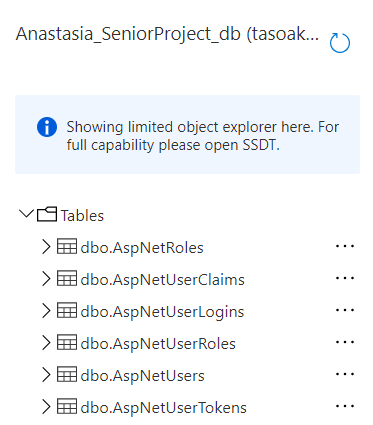 Anastasia_SeniorProject_db (tasoak...
Showing limited object explorer here. For
full capability please open SSDT.
Tables
dbo.AspNetRoles
dbo.AspNetUserClaims
dbo.AspNetUserLogins
dbo.AspNetUserRoles
dbo.AspNetUsers
dbo.AspNetUserTokens